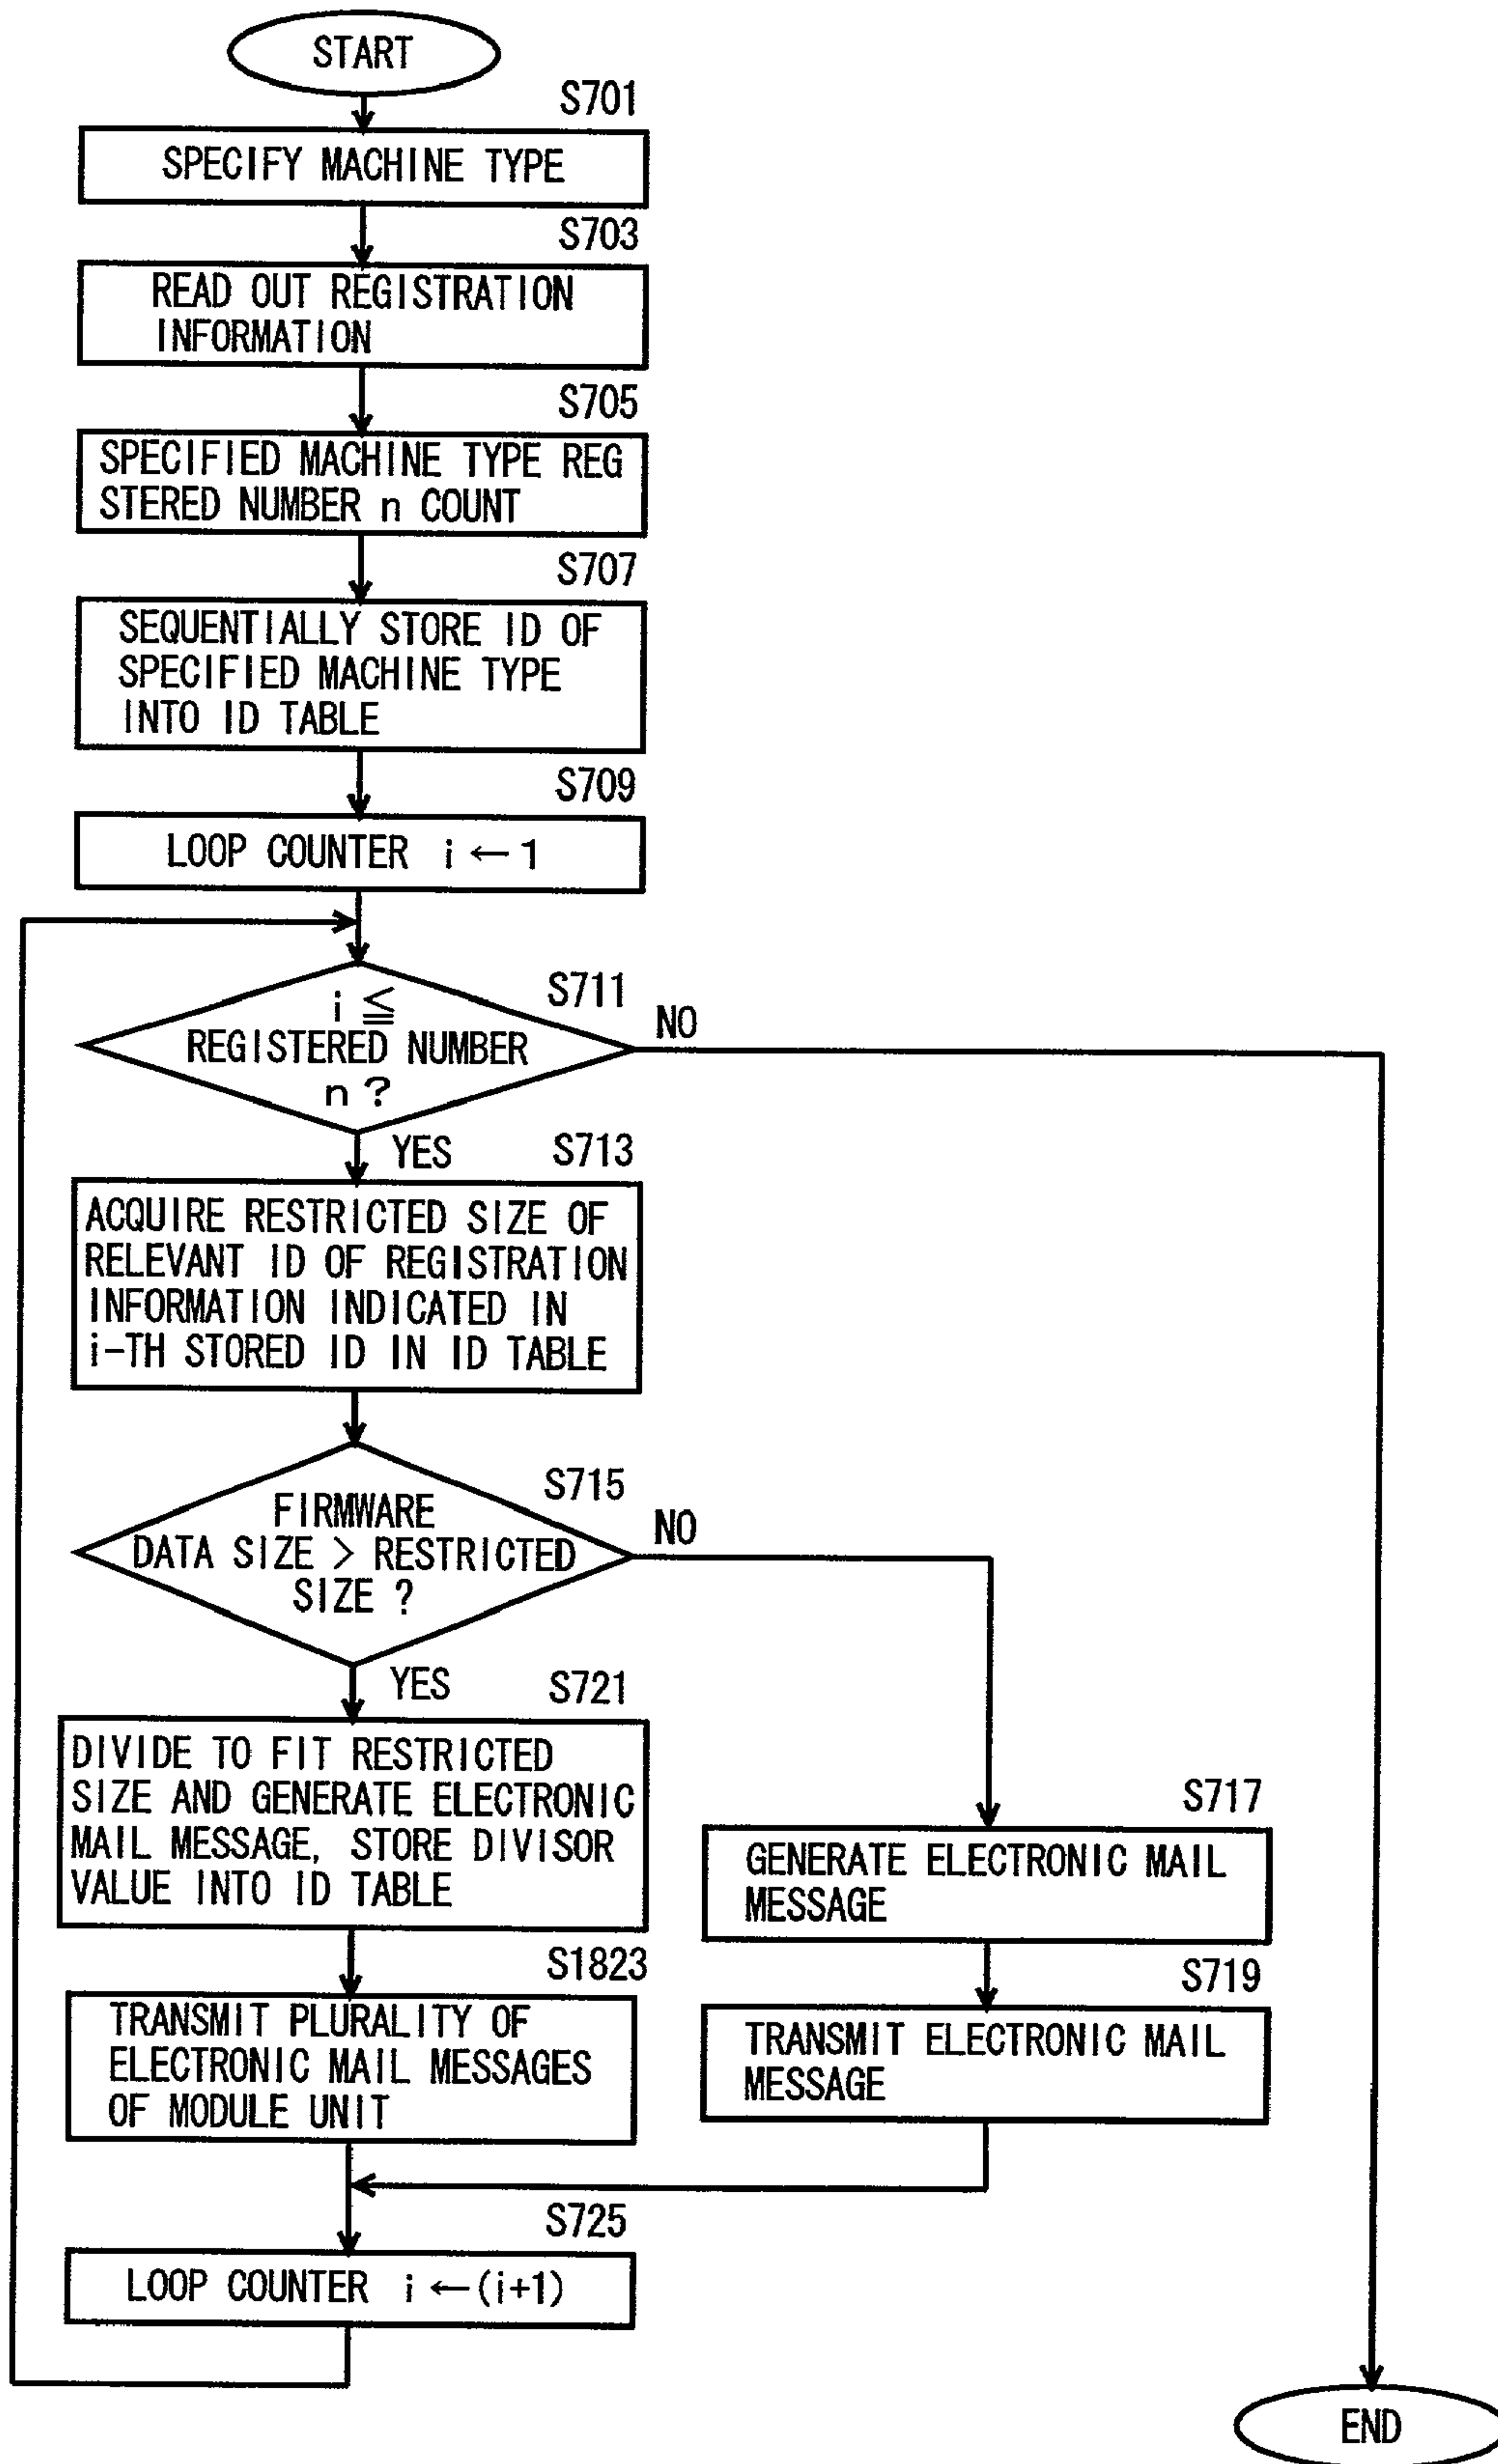 START
S701
SPECIFY MACHINE TYPE
S703
READ OUT REGISTRATION
INFORMATION
S705
SPECIFIED MACHINE TYPE REG
STERED NUMBER n COUNT
S707
SEQUENTIALLY STORE ID OF
SPECIFIED MACHINE TYPE
INTO ID TABLE
S709
LOOP COUNTER i ← 1
S711
i ≦
REGISTERED NUMBER
n ?
NO
YES
S713
ACQUIRE RESTRICTED SIZE OF
RELEVANT ID OF REGISTRATION
INFORMATION INDICATED IN
i-TH STORED ID IN ID TABLE
S715
FIRMWARE
DATA SIZE > RESTRICTED
SIZE ?
NO
YES
S721
DIVIDE TO FIT RESTRICTED
SIZE AND GENERATE ELECTRONIC
MAIL MESSAGE, STORE DIVISOR
VALUE INTO ID TABLE
S717
GENERATE ELECTRONIC MAIL
MESSAGE
S1823
TRANSMIT PLURALITY OF
ELECTRONIC MAIL MESSAGES
OF MODULE UNIT
S719
TRANSMIT ELECTRONIC MAIL
MESSAGE
S725
LOOP COUNTER i ← (i+1)
END